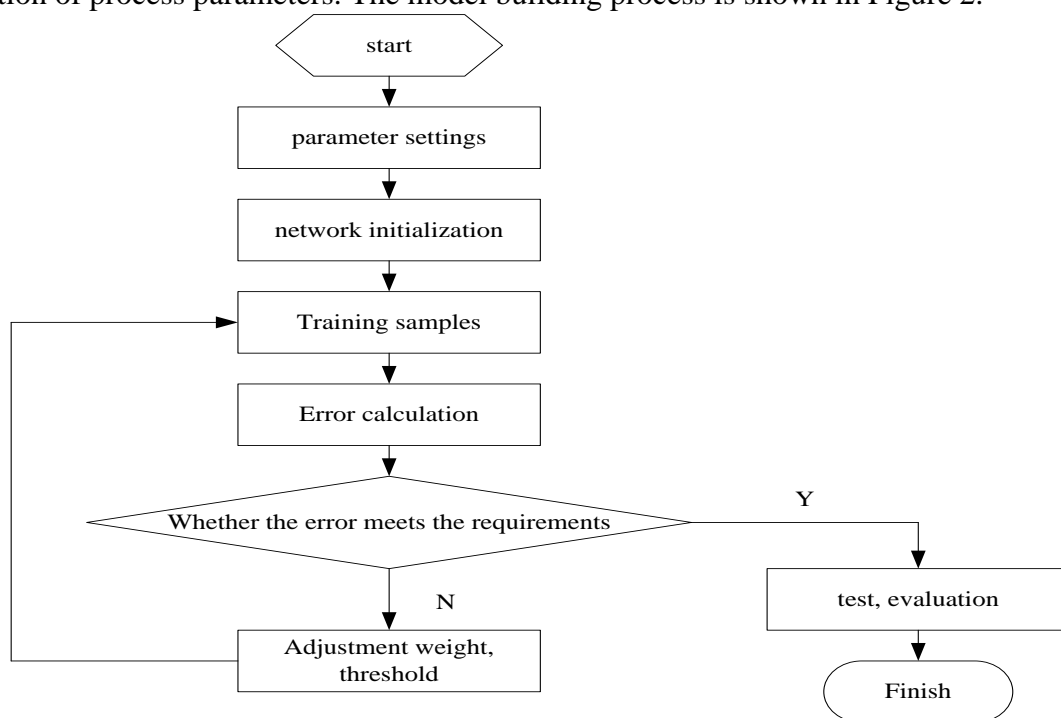 tion of process parameters. The model building process is shown in Figure 2.
start
parameter settings
network initialization
Training samples
Error calculation
Whether the error meets the requirements
Y
N
test, evaluation
Adjustment weight,
threshold
Finish